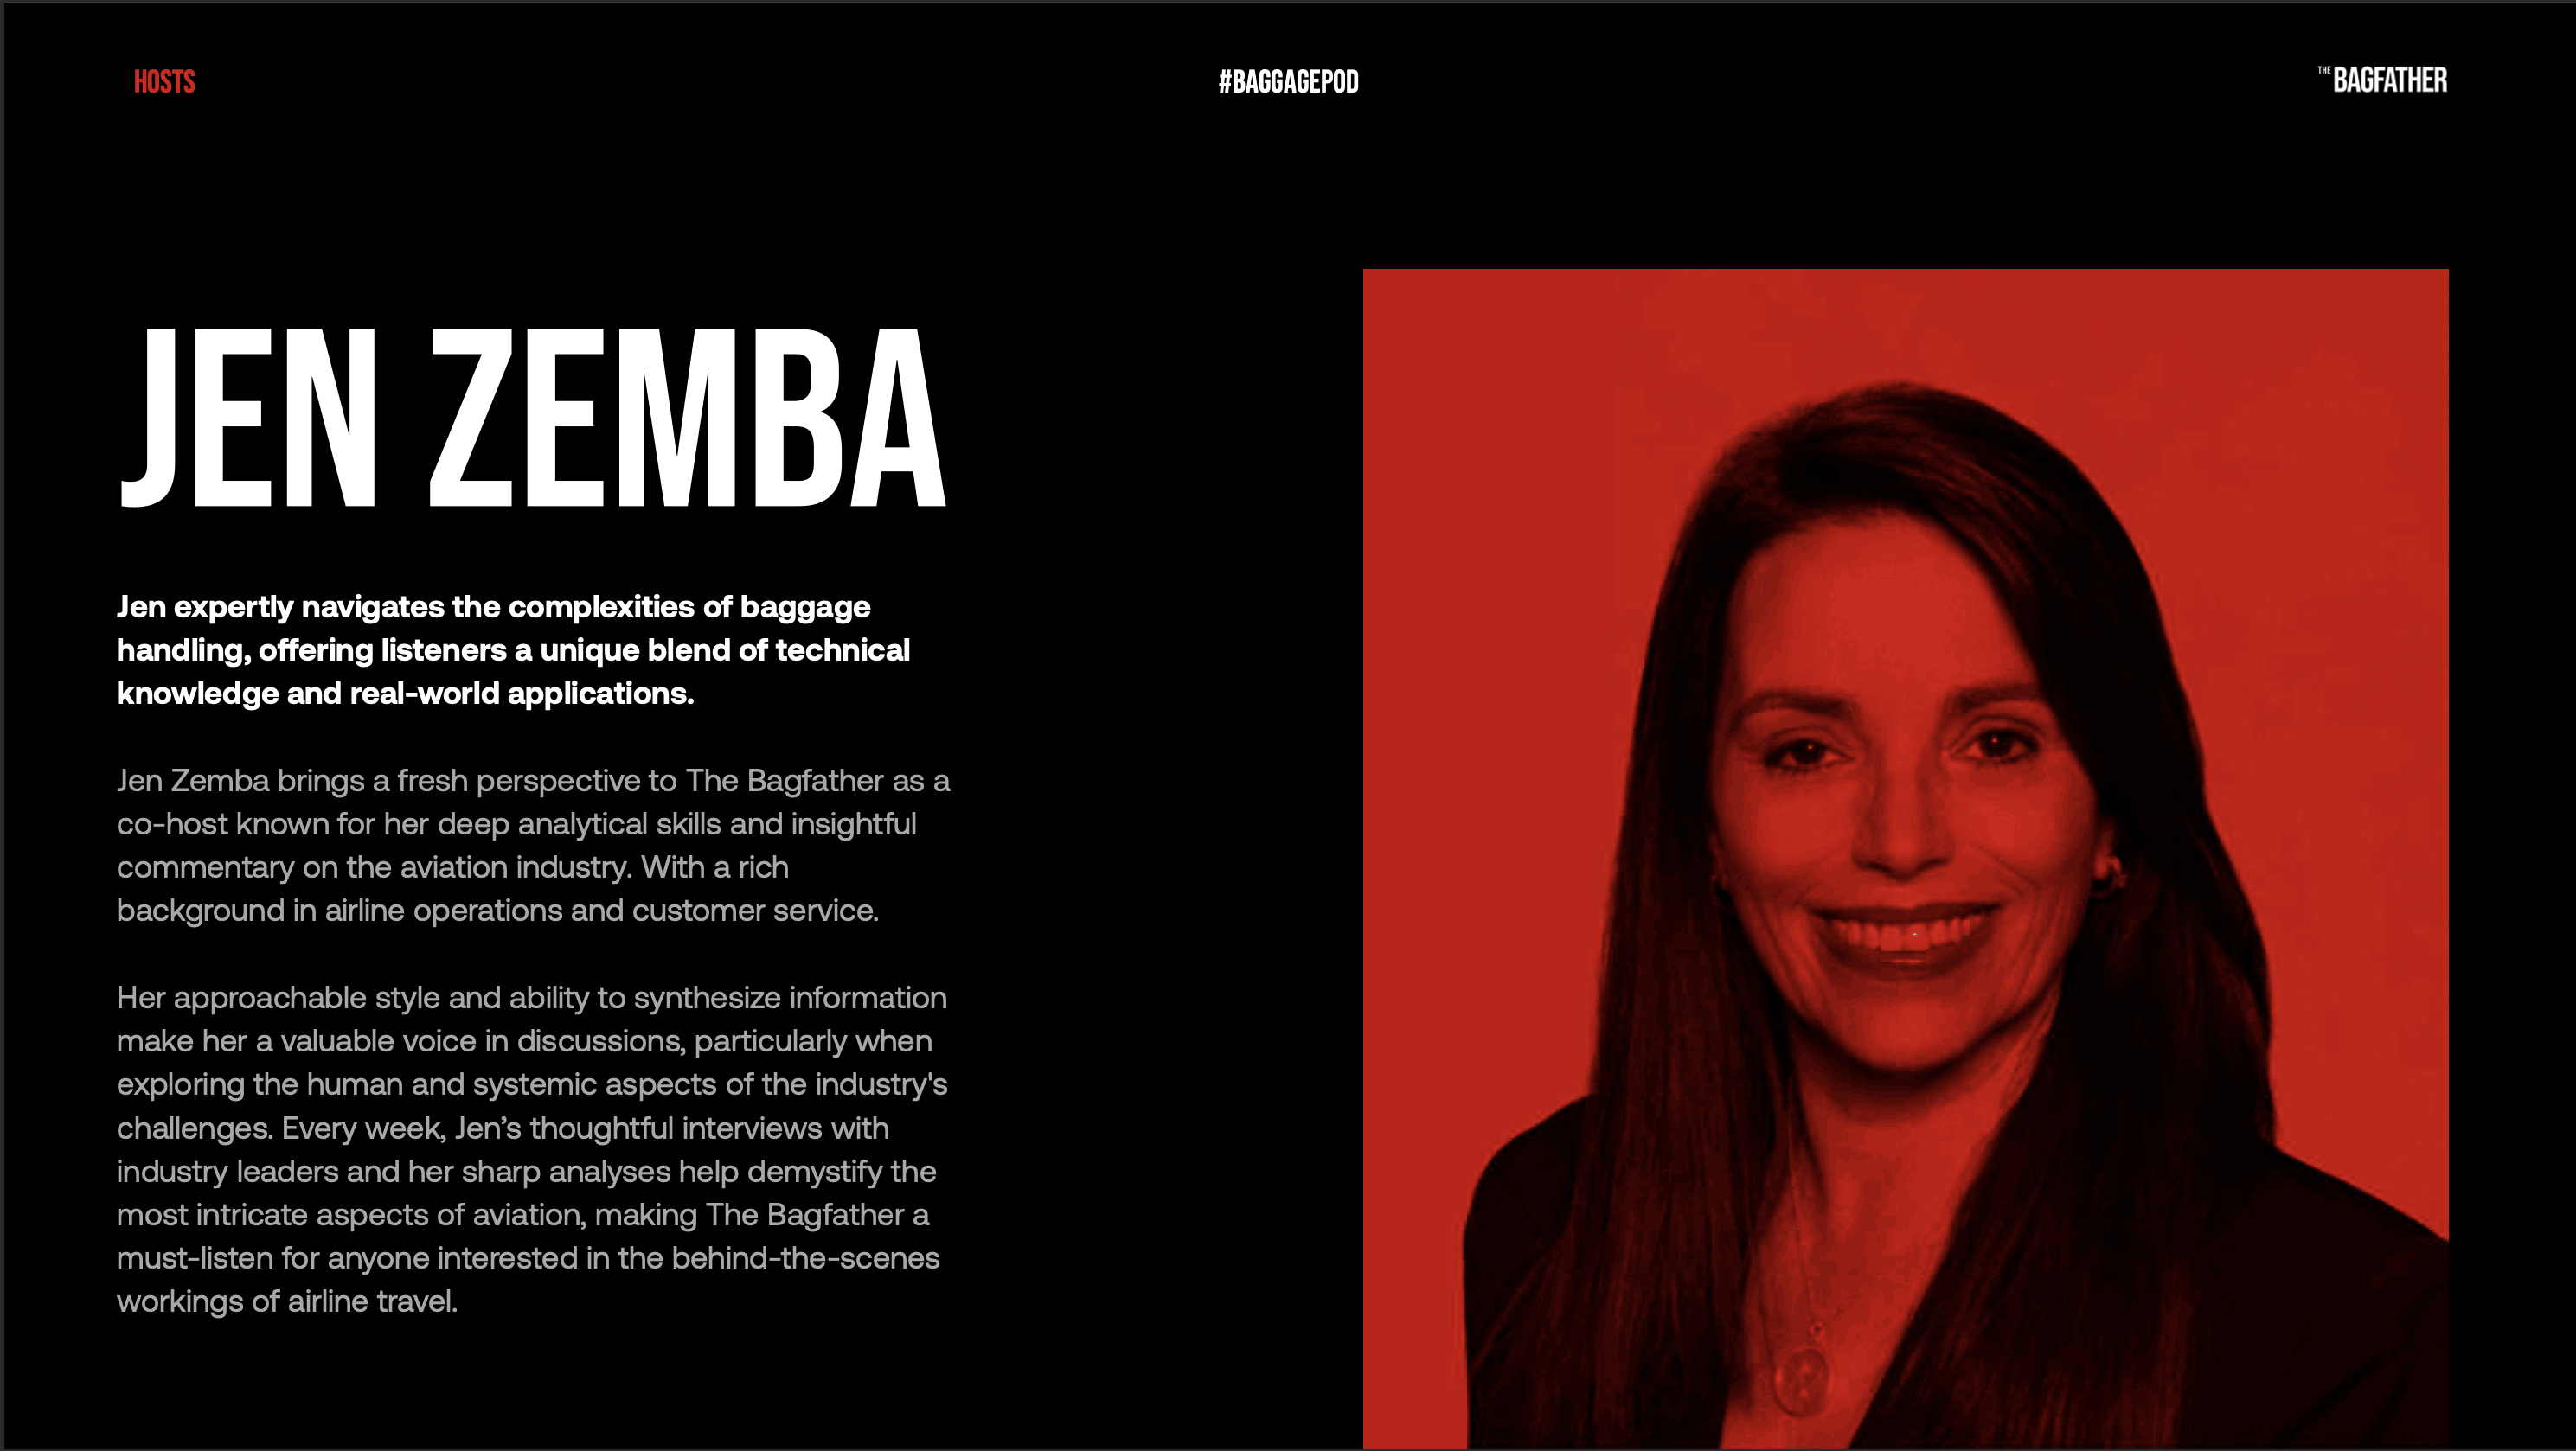 HOSTS
#BAGGAGEPOD
THE BAGFATHER
JEN ZEMBA
Jen expertly navigates the complexities of baggage
handling, offering listeners a unique blend of technical
knowledge and real-world applications.
Jen Zemba brings a fresh perspective to The Bagfather as a
co-host known for her deep analytical skills and insightful
commentary on the aviation industry. With a rich
background in airline operations and customer service.
Her approachable style and ability to synthesize information
make her a valuable voice in discussions, particularly when
exploring the human and systemic aspects of the industry's
challenges. Every week, Jen’s thoughtful interviews with
industry leaders and her sharp analyses help demystify the
most intricate aspects of aviation, making The Bagfather a
must-listen for anyone interested in the behind-the-scenes
workings of airline travel.